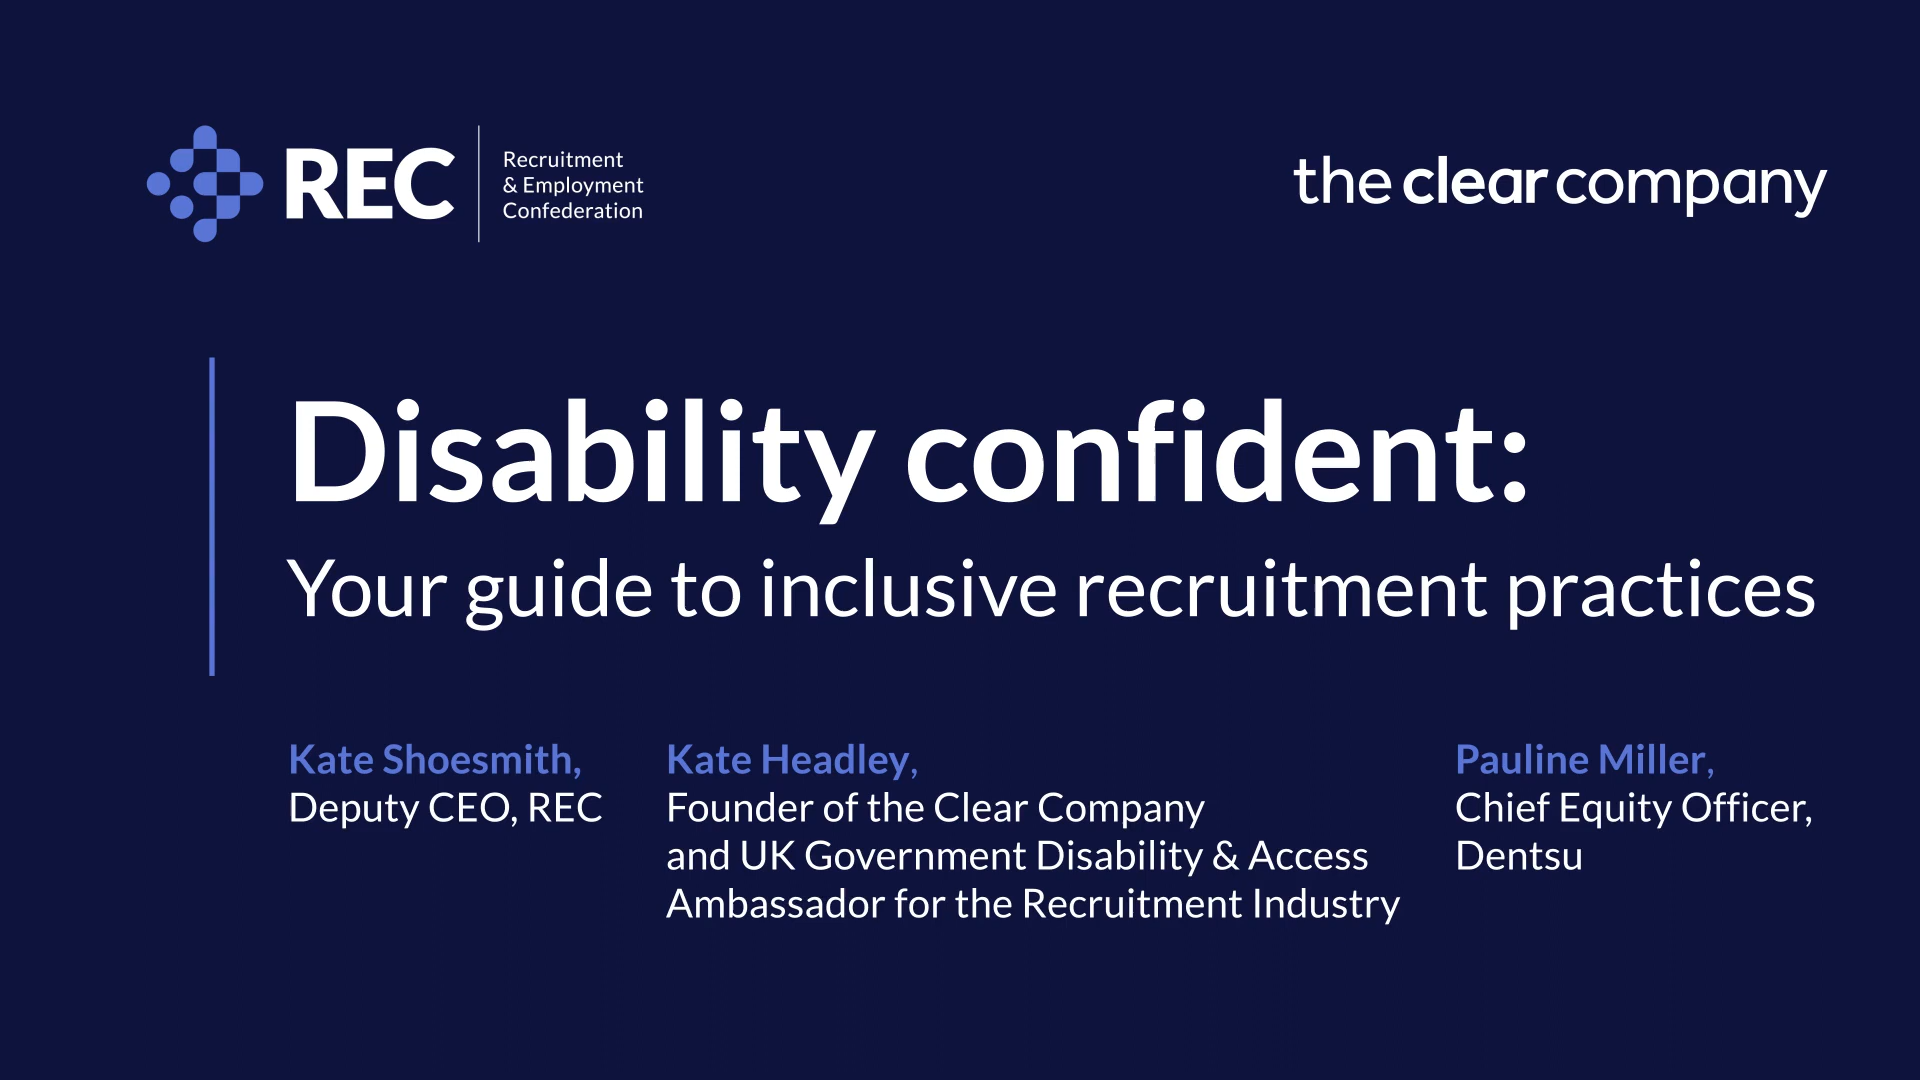 REC
Recruitment
& Employment
Confederation
the clear company
Disability confident:
Your guide to inclusive recruitment practices
Kate Shoesmith,
Deputy CEO, REC
Kate Headley,
Founder of the Clear Company
and UK Government Disability & Access
Ambassador for the Recruitment Industry
Pauline Miller,
Chief Equity Officer,
Dentsu